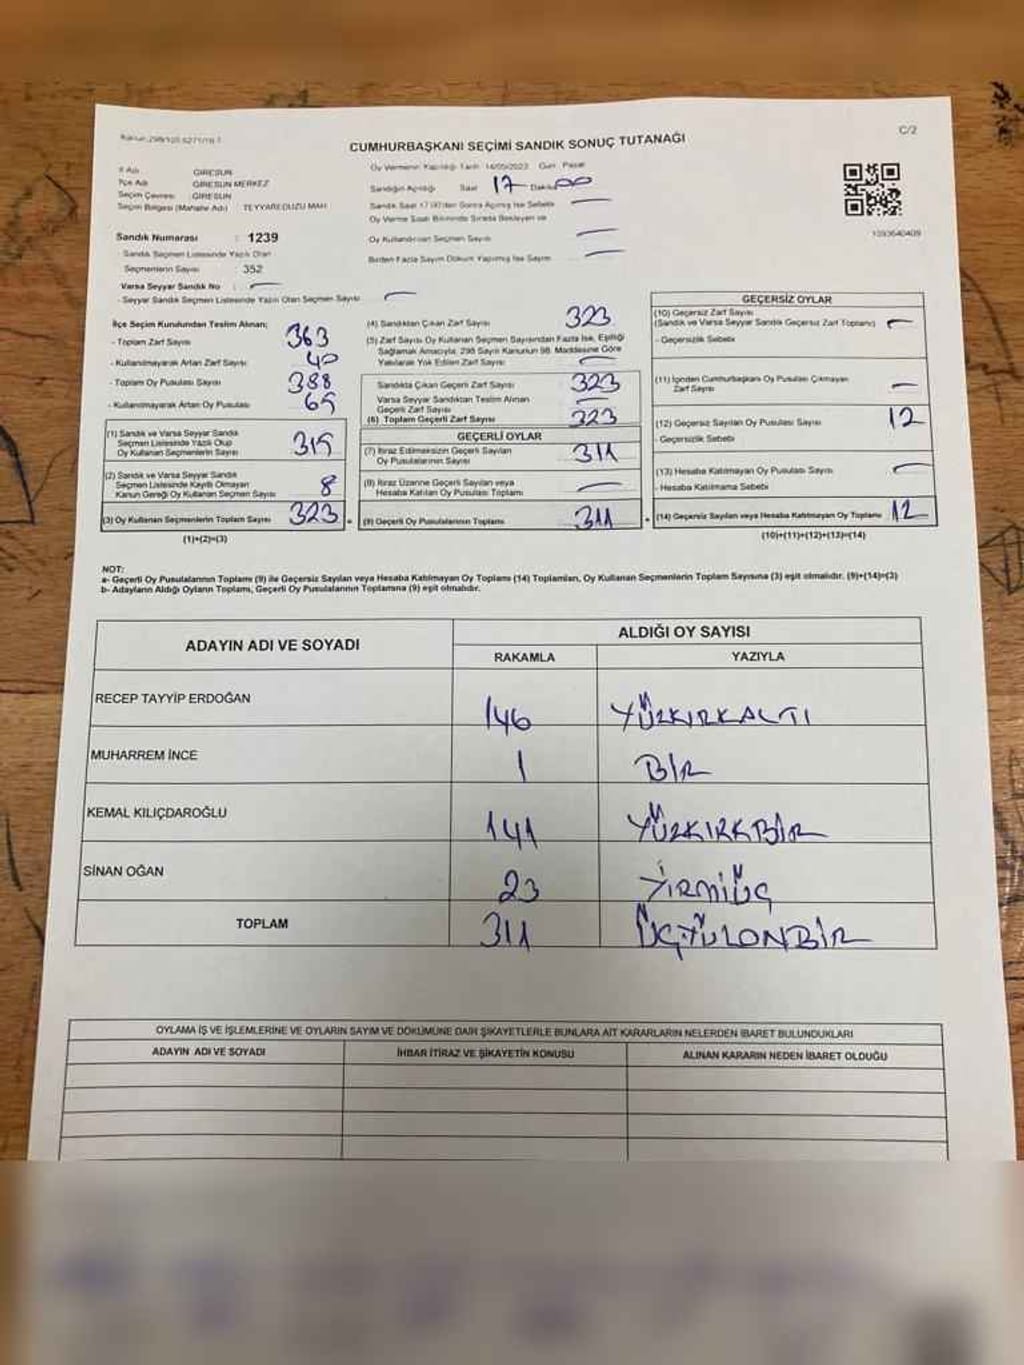 C/2
CUMHURBAŞKANI SEÇİMİ SANDIK SONUÇ TUTANAĞI
İl Adı GİRESUN
İlçe Adı GİRESUN MERKEZ
Seçim Çevresi GİRESUN
Seçim Bölgesi (Mahalle Adı) TEYYAREDÜZÜ MAH.
Sandık Numarası : 1239
Sandık Seçmen Listesinde Yazılı Olan
Seçmenlerin Sayısı : 352
Varsa Seyyar Sandık No : —
- Seyyar Sandık Seçmen Listesinde Yazılı Olan Seçmen Sayısı —
Oy Vermenin Yapıldığı Tarih 14/05/2023 Gün: Pazar
Sandığın Açıldığı Saat 17 Dakika 00
Sandık Saat 17:00'den Sonra Açılmış İse Sebebi —
Oy Verme Saati Bitiminde Sırada Bekleyen ve
Oy Kullandırılan Seçmen Sayısı —
Birden Fazla Sayım Döküm Yapılmış İse Sayısı —
1393640409
İlçe Seçim Kurulundan Teslim Alınan;
- Toplam Zarf Sayısı 363
- Kullanılmayarak Artan Zarf Sayısı 40
- Toplam Oy Pusulası Sayısı 388
- Kullanılmayarak Artan Oy Pusulası 65
(1) Sandık ve Varsa Seyyar Sandık
Seçmen Listesinde Yazılı Olup
Oy Kullanan Seçmenlerin Sayısı 315
(2) Sandık ve Varsa Seyyar Sandık
Seçmen Listesinde Kayıtlı Olmayan
Kanun Gereği Oy Kullanan Seçmen Sayısı 8
(3) Oy Kullanan Seçmenlerin Toplam Sayısı 323 =
(1)+(2)=(3)
(4) Sandıktan Çıkan Zarf Sayısı 323
(5) Zarf Sayısı Oy Kullanan Seçmen Sayısından Fazla İse, Eşitliği
Sağlamak Amacıyla, 298 Sayılı Kanunun 98. Maddesine Göre
Yakılarak Yok Edilen Zarf Sayısı —
Sandıkta Çıkan Geçerli Zarf Sayısı 323
Varsa Seyyar Sandıktan Teslim Alınan
Geçerli Zarf Sayısı —
(6) Toplam Geçerli Zarf Sayısı 323
GEÇERLİ OYLAR
(7) İtiraz Edilmeksizin Geçerli Sayılan
Oy Pusulalarının Sayısı 311
(8) İtiraz Üzerine Geçerli Sayılan veya
Hesaba Katılan Oy Pusulası Toplamı —
(9) Geçerli Oy Pusulalarının Toplamı 311 +
GEÇERSİZ OYLAR
(10) Geçersiz Zarf Sayısı
(Sandık ve Varsa Seyyar Sandık Geçersiz Zarf Toplamı) —
- Geçersizlik Sebebi
(11) İçinden Cumhurbaşkanı Oy Pusulası Çıkmayan
Zarf Sayısı —
(12) Geçersiz Sayılan Oy Pusulası Sayısı 12
- Geçersizlik Sebebi
(13) Hesaba Katılmayan Oy Pusulası Sayısı —
- Hesaba Katılmama Sebebi
(14) Geçersiz Sayılan veya Hesaba Katılmayan Oy Toplamı 12
(10)+(11)+(12)+(13)=(14)
NOT:
a- Geçerli Oy Pusulalarının Toplamı (9) ile Geçersiz Sayılan veya Hesaba Katılmayan Oy Toplamı (14) Toplamları, Oy Kullanan Seçmenlerin Toplam Sayısına (3) eşit olmalıdır. (9)+(14)=(3)
b- Adayların Aldığı Oyların Toplamı, Geçerli Oy Pusulalarının Toplamına (9) eşit olmalıdır.
ADAYIN ADI VE SOYADI ALDIĞI OY SAYISI
RAKAMLA YAZIYLA
RECEP TAYYİP ERDOĞAN 146 YÜZKIRKALTI
MUHARREM İNCE 1 BİR
KEMAL KILIÇDAROĞLU 141 YÜZKIRKBİR
SİNAN OĞAN 23 YİRMİÜÇ
TOPLAM 311 ÜÇYÜZONBİR
OYLAMA İŞ VE İŞLEMLERİNE VE OYLARIN SAYIM VE DÖKÜMÜNE DAİR ŞİKAYETLERLE BUNLARA AİT KARARLARIN NELERDEN İBARET BULUNDUKLARI
ADAYIN ADI VE SOYADI İHBAR İTİRAZ VE ŞİKAYETİN KONUSU ALINAN KARARIN NEDEN İBARET OLDUĞU